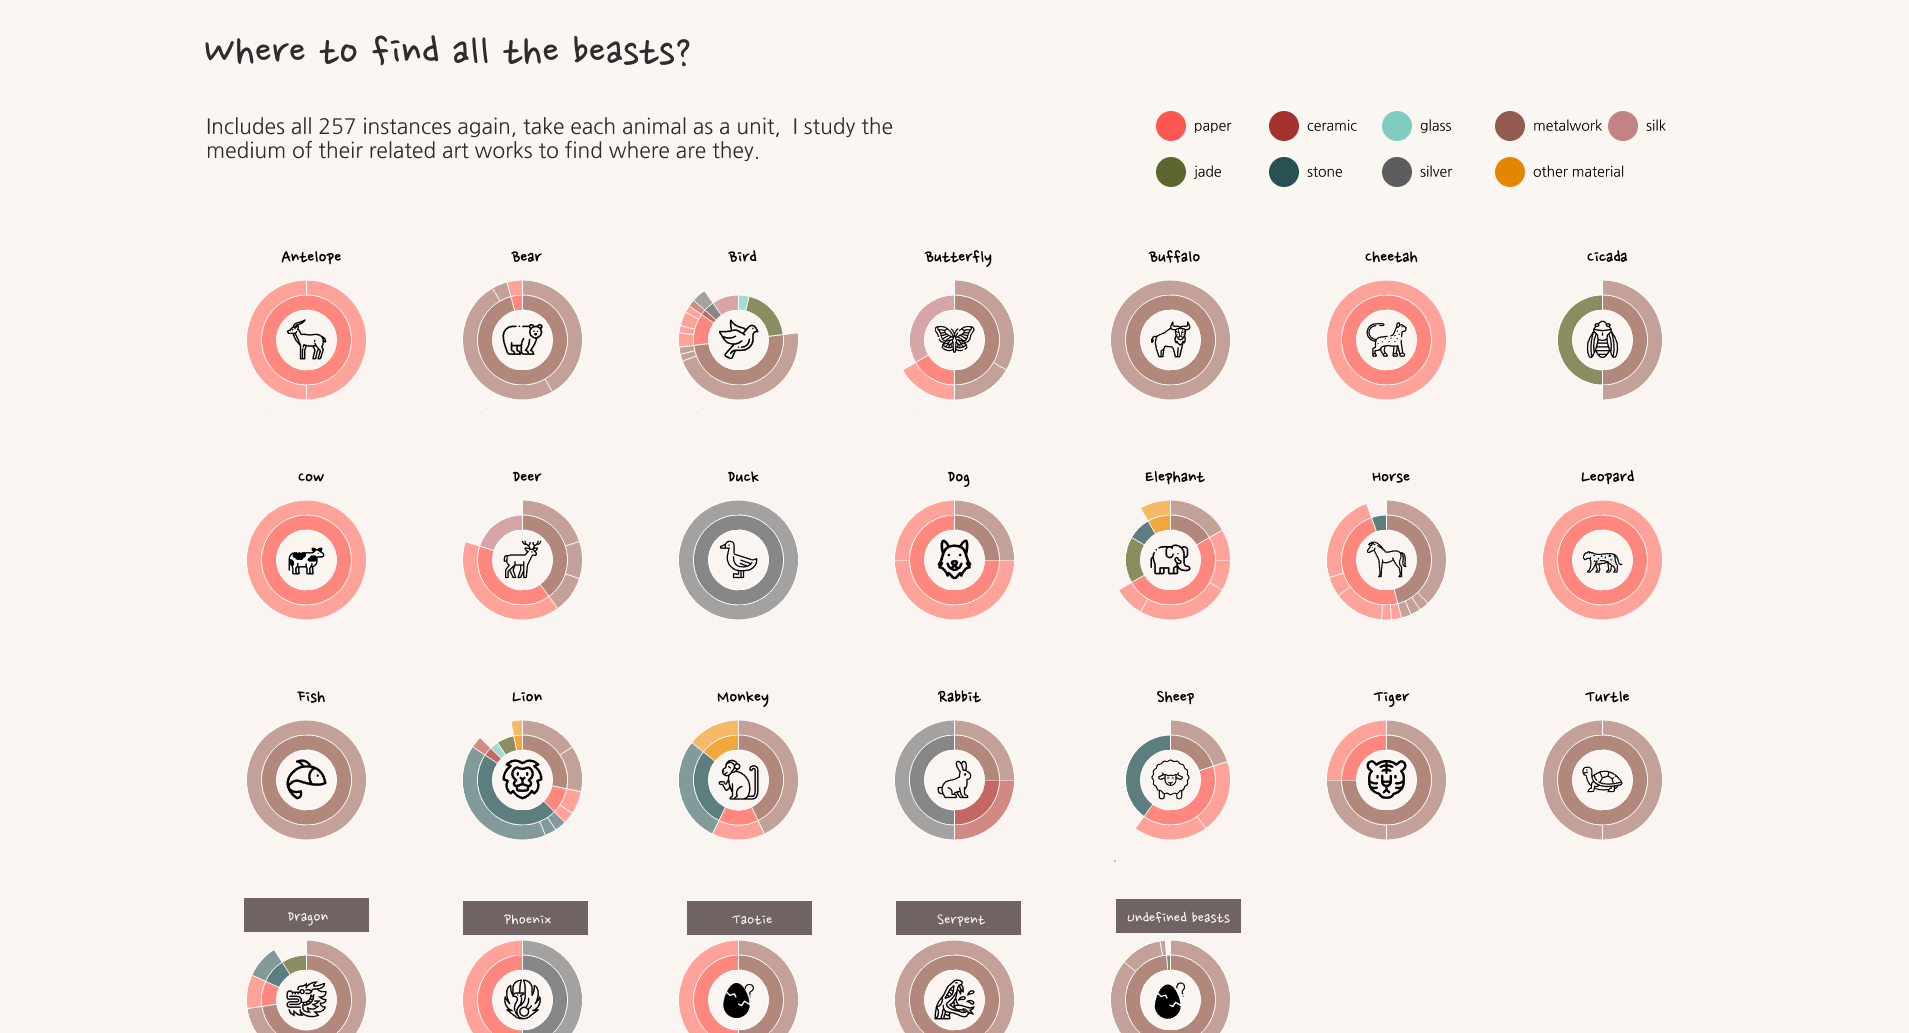 Where to find all the beasts?
Includes all 257 instances again, take each animal as a unit, I study the
medium of their related art works to find where are they.
paper ceramic glass metalwork silk
jade stone silver other material
Antelope Bear Bird Butterfly Buffalo Cheetah Cicada
Cow Deer Duck Dog Elephant Horse Leopard
Fish Lion Monkey Rabbit Sheep Tiger Turtle
Dragon Phoenix Taotie Serpent Undefined beasts
? ?